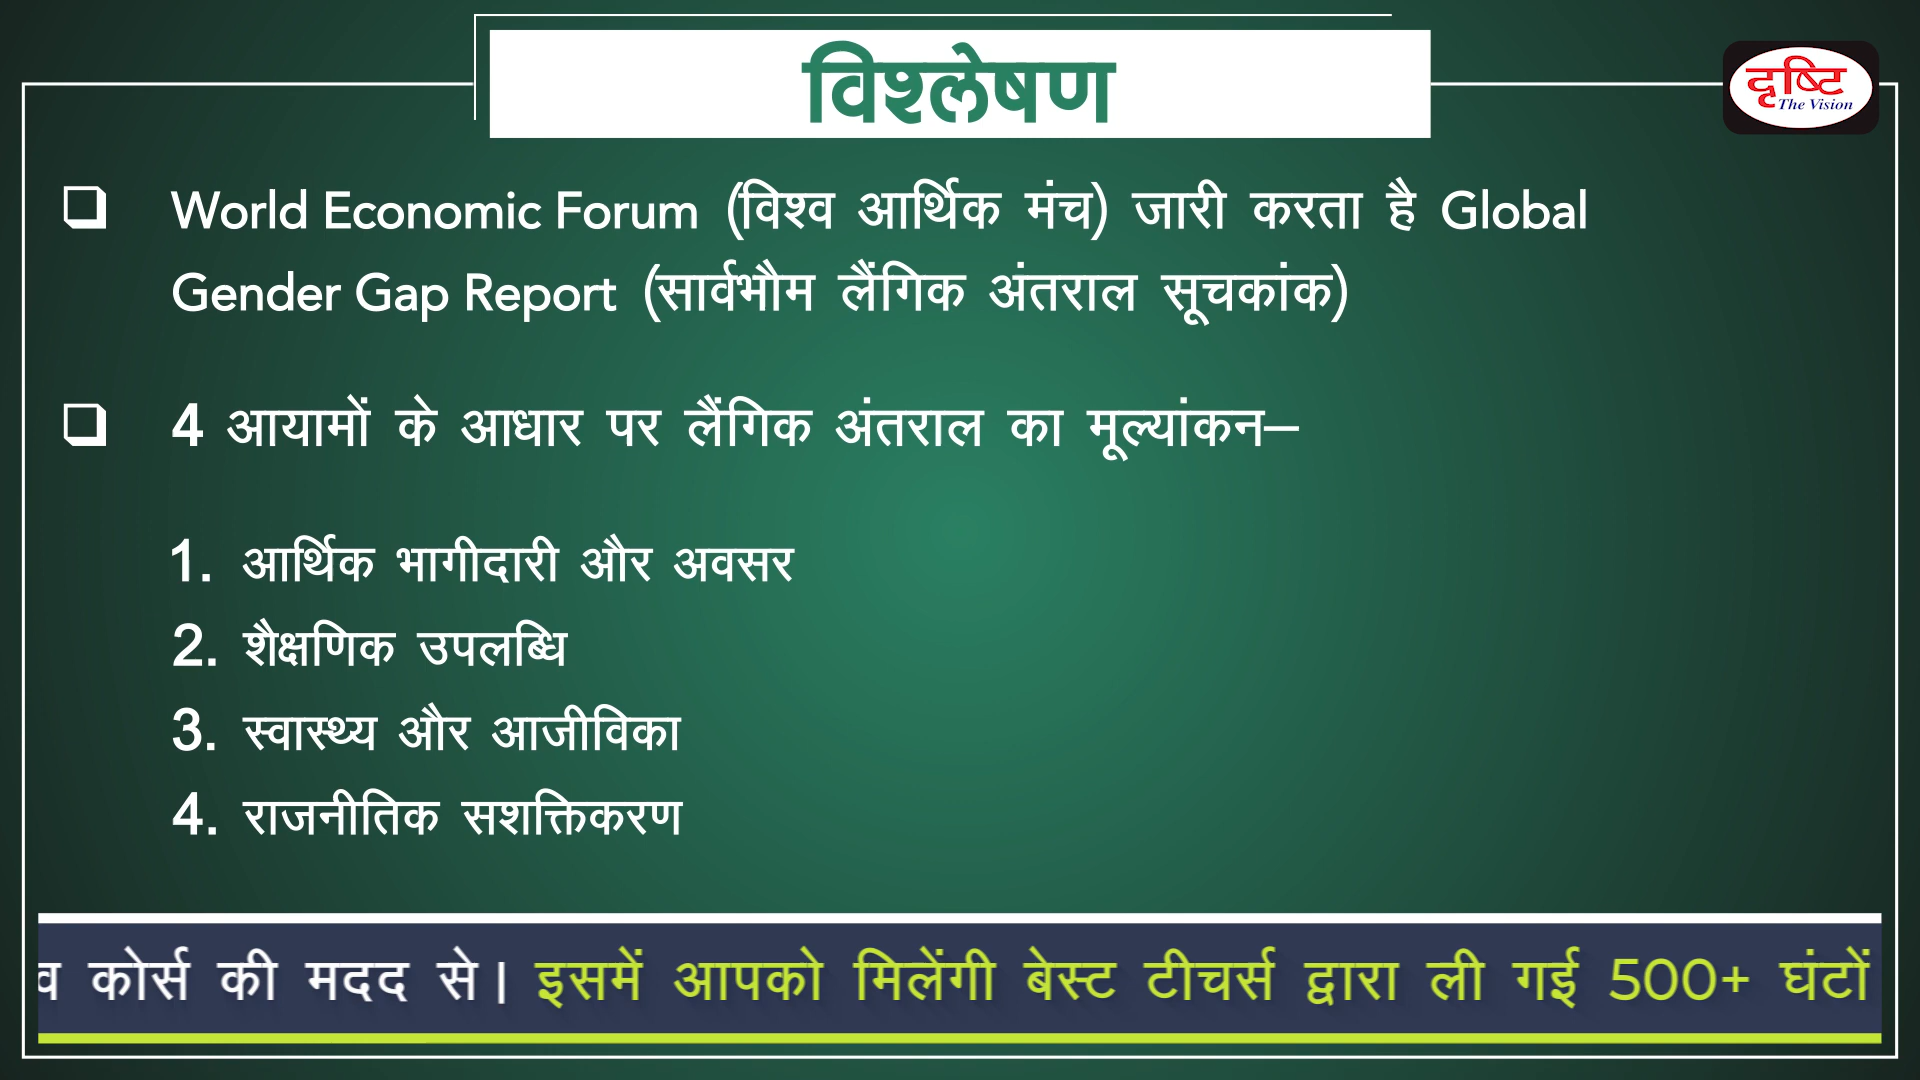 विश्लेषण
दृष्टि
The Vision
World Economic Forum (विश्व आर्थिक मंच) जारी करता है Global
Gender Gap Report (सार्वभौम लैंगिक अंतराल सूचकांक)
4 आयामों के आधार पर लैंगिक अंतराल का मूल्यांकन–
1. आर्थिक भागीदारी और अवसर
2. शैक्षणिक उपलब्धि
3. स्वास्थ्य और आजीविका
4. राजनीतिक सशक्तिकरण
व कोर्स की मदद से। इसमें आपको मिलेंगी बेस्ट टीचर्स द्वारा ली गई 500+ घंटों